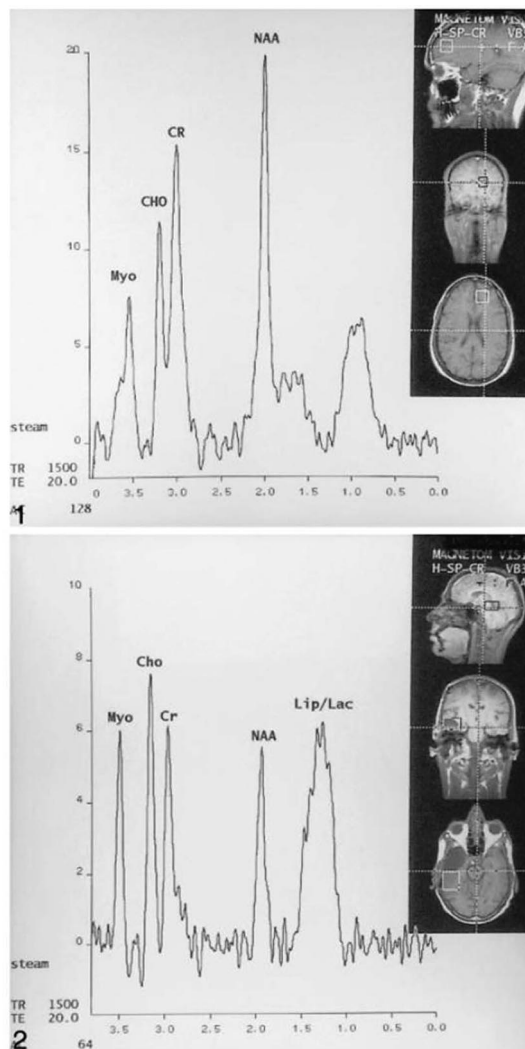 MAGNETOM VIS
H-SP-CR VB3
20
NAA
CR
15
CHO
10
Myo
5
steam
0
TR 1500
TE 20.0
0 3.5 3.0 2.5 2.0 1.5 1.0 0.5 0.0
128
1
MAGNETOM VIS
H-SP-CR VB3
10
8
Cho
Lip/Lac
Myo
Cr
NAA
6
4
2
0
steam
TR 1500
TE 20.0
3.5 3.0 2.5 2.0 1.5 1.0 0.5 0.0
64
2